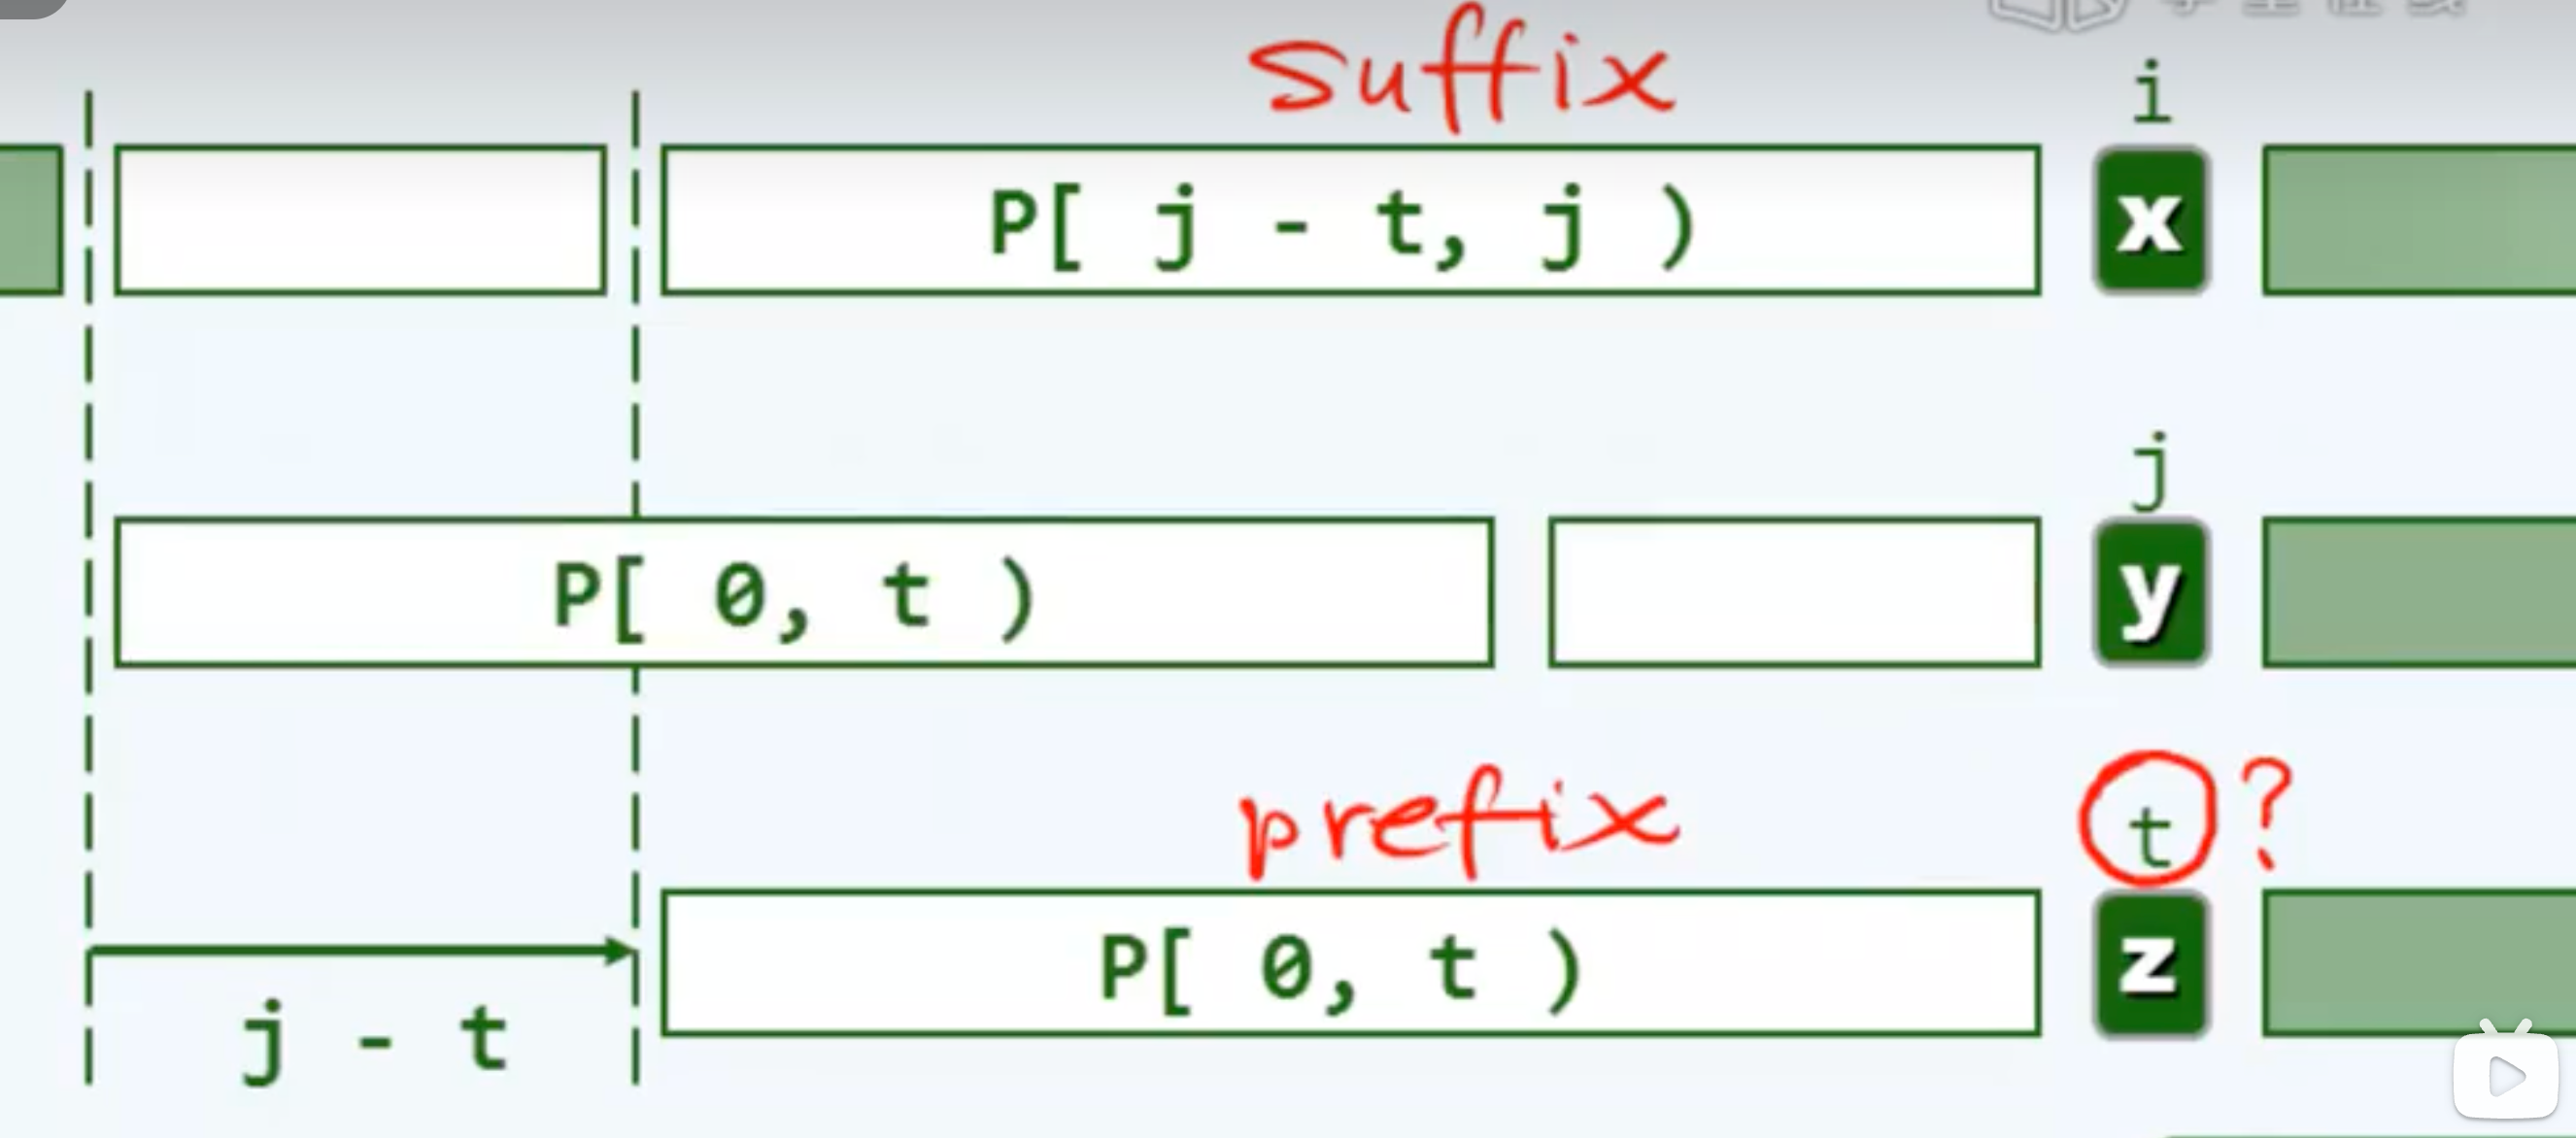 suffix
i
P[ j - t, j )
x
j
P[ 0, t )
y
prefix
t ?
P[ 0, t )
z
j - t